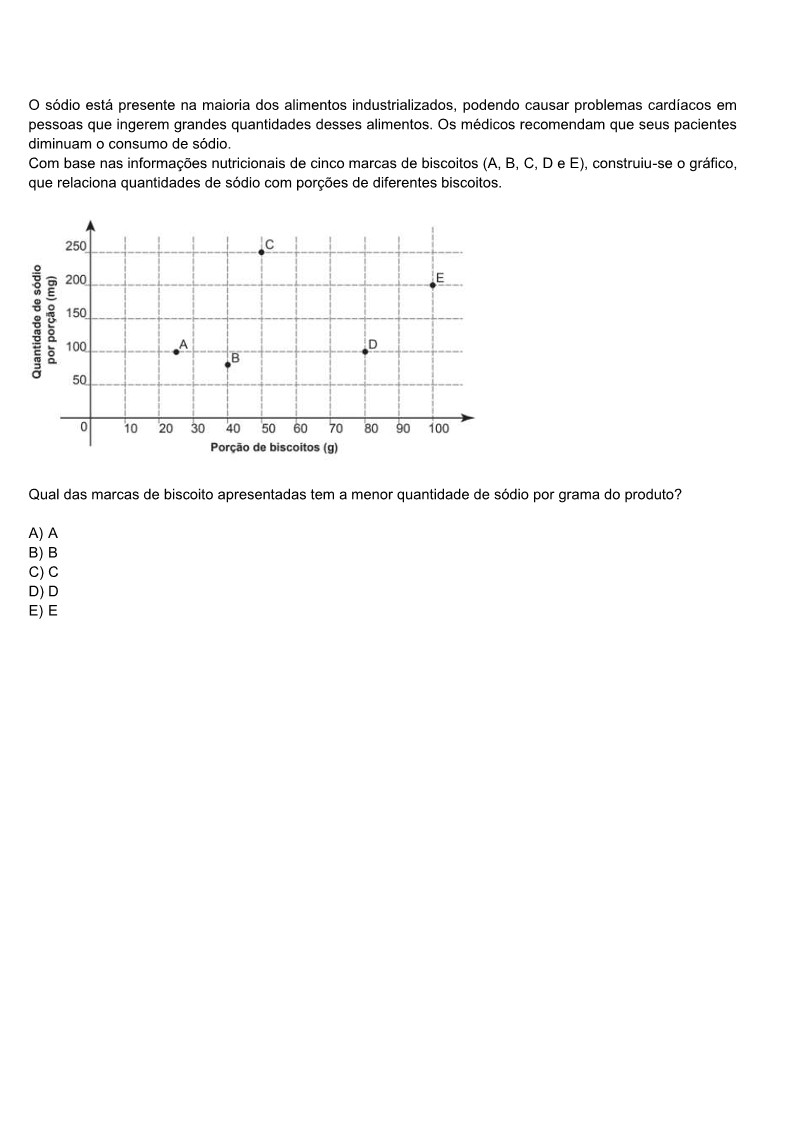 O sódio está presente na maioria dos alimentos industrializados, podendo causar problemas cardíacos em
pessoas que ingerem grandes quantidades desses alimentos. Os médicos recomendam que seus pacientes
diminuam o consumo de sódio.
Com base nas informações nutricionais de cinco marcas de biscoitos (A, B, C, D e E), construiu-se o gráfico,
que relaciona quantidades de sódio com porções de diferentes biscoitos.
Quantidade de sódio
por porção (mg)
250
200
150
100
50
C
E
A
B
D
0 10 20 30 40 50 60 70 80 90 100
Porção de biscoitos (g)
Qual das marcas de biscoito apresentadas tem a menor quantidade de sódio por grama do produto?
A) A
B) B
C) C
D) D
E) E